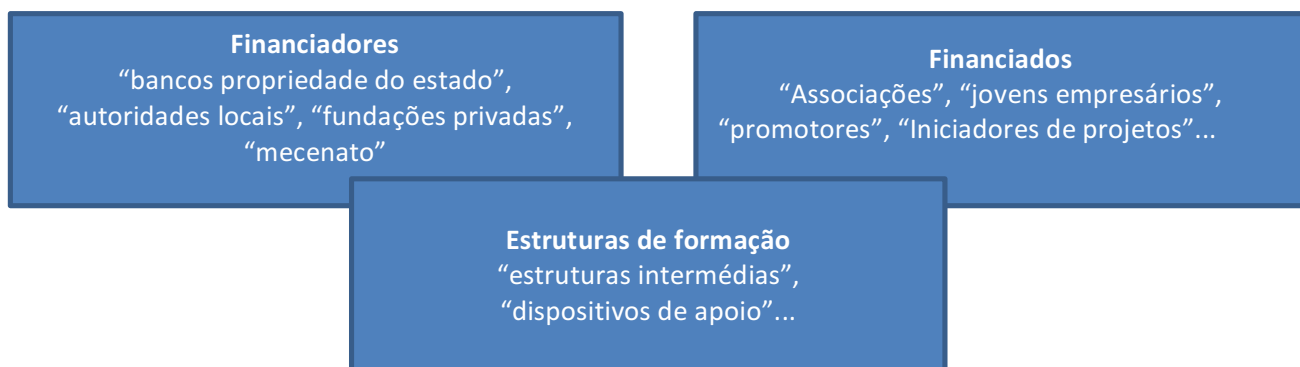 Financiadores
“bancos propriedade do estado”,
“autoridades locais”, “fundações privadas”,
“mecenato”
Financiados
“Associações”, “jovens empresários”,
“promotores”, “Iniciadores de projetos”...
Estruturas de formação
“estruturas intermédias”,
“dispositivos de apoio”...